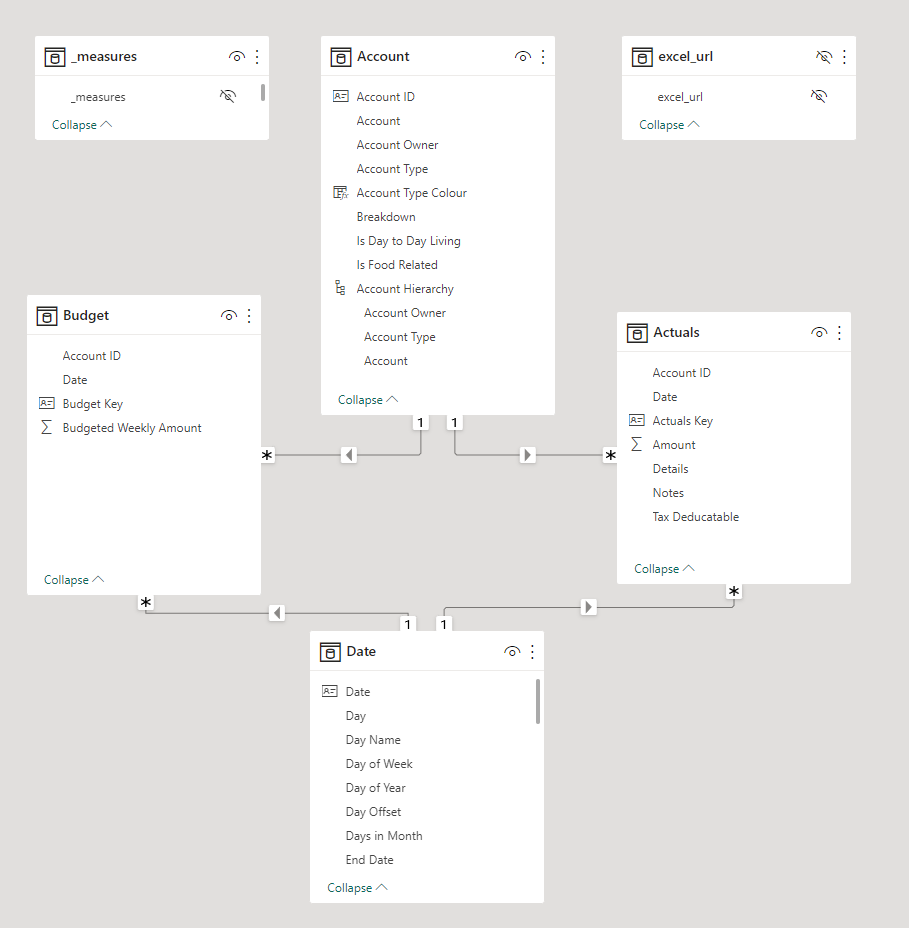 _measures
_measures
Collapse
Account
Account ID
Account
Account Owner
Account Type
Account Type Colour
Breakdown
Is Day to Day Living
Is Food Related
Account Hierarchy
Account Owner
Account Type
Account
Collapse
excel_url
excel_url
Collapse
Budget
Account ID
Date
Budget Key
∑ Budgeted Weekly Amount
Collapse
Actuals
Account ID
Date
Actuals Key
∑ Amount
Details
Notes
Tax Deducatable
Collapse
1
1
*
*
*
*
1
1
Date
Date
Day
Day Name
Day of Week
Day of Year
Day Offset
Days in Month
End Date
Collapse